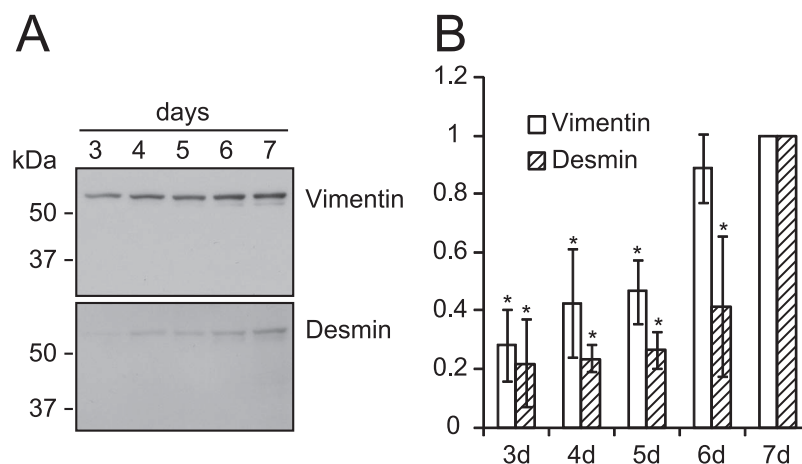 A
days
kDa 3 4 5 6 7
50 - Vimentin
37 -
50 - Desmin
37 -
B
1.2
1
0.8
0.6
0.4
0.2
0
Vimentin
Desmin
* * * * * * *
3d 4d 5d 6d 7d